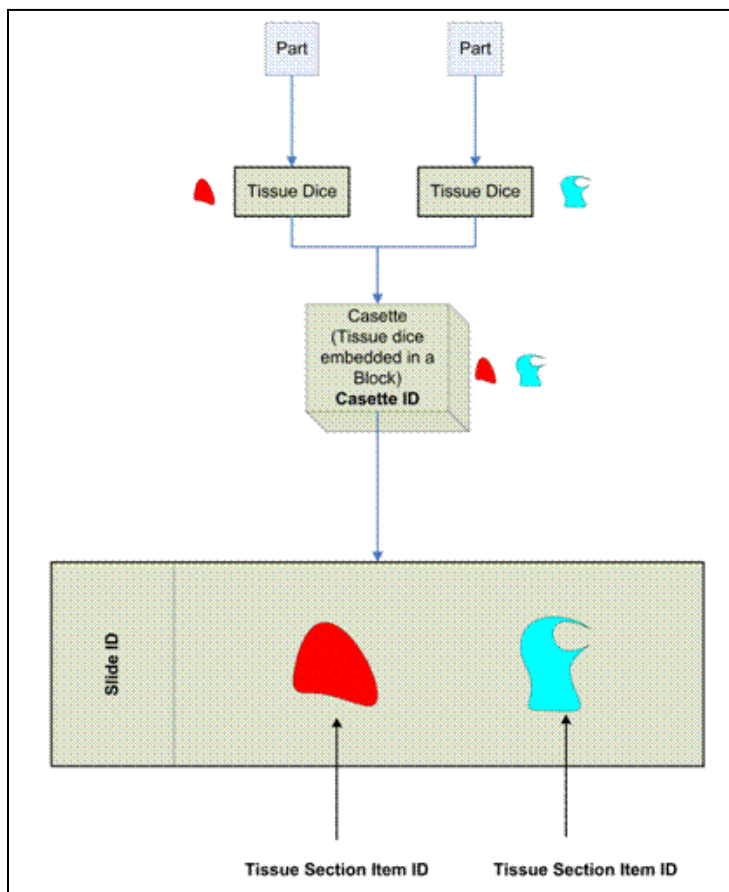 Part
Part
Tissue Dice
Tissue Dice
Casette
(Tissue dice
embedded in a
Block)
Casette ID
Slide ID
Tissue Section Item ID
Tissue Section Item ID